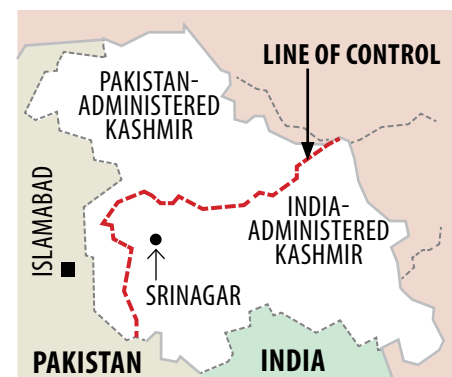 LINE OF CONTROL
PAKISTAN-
ADMINISTERED
KASHMIR
ISLAMABAD
INDIA-
ADMINISTERED
KASHMIR
SRINAGAR
PAKISTAN
INDIA